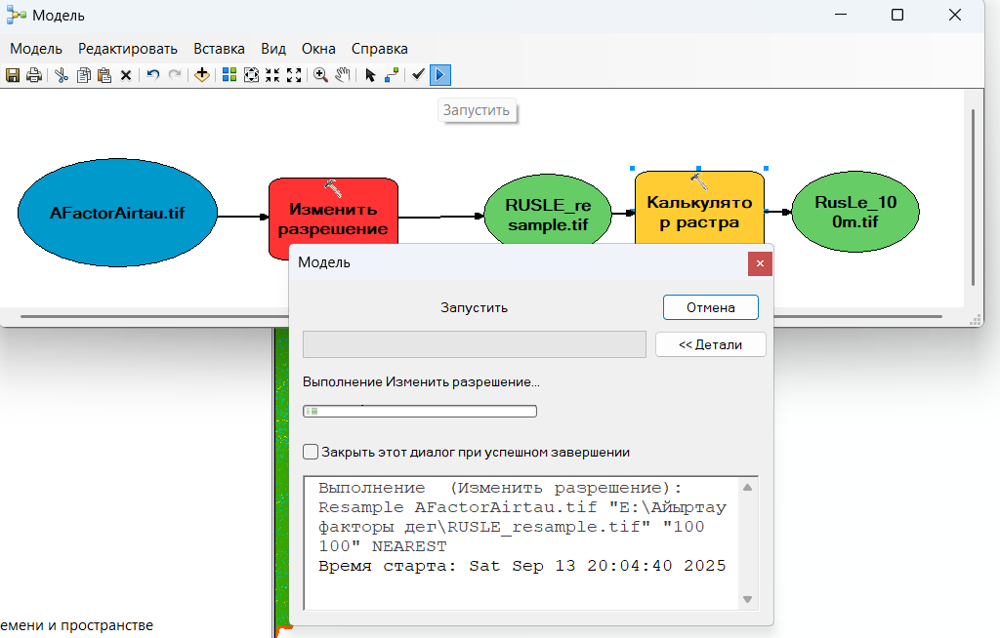 Модель
Модель Редактировать Вставка Вид Окна Справка
Запустить
AFactorAirtau.tif
Изменить
разрешение
RUSLE_re
sample.tif
Калькулято
р растра
RusLe_10
0m.tif
Модель
Запустить
Отмена
<< Детали
Выполнение Изменить разрешение...
Закрыть этот диалог при успешном завершении
Выполнение (Изменить разрешение):
Resample AFactorAirtau.tif "E:\Айыртау
факторы дег\RUSLE_resample.tif" "100
100" NEAREST
Время старта: Sat Sep 13 20:04:40 2025
емени и пространстве